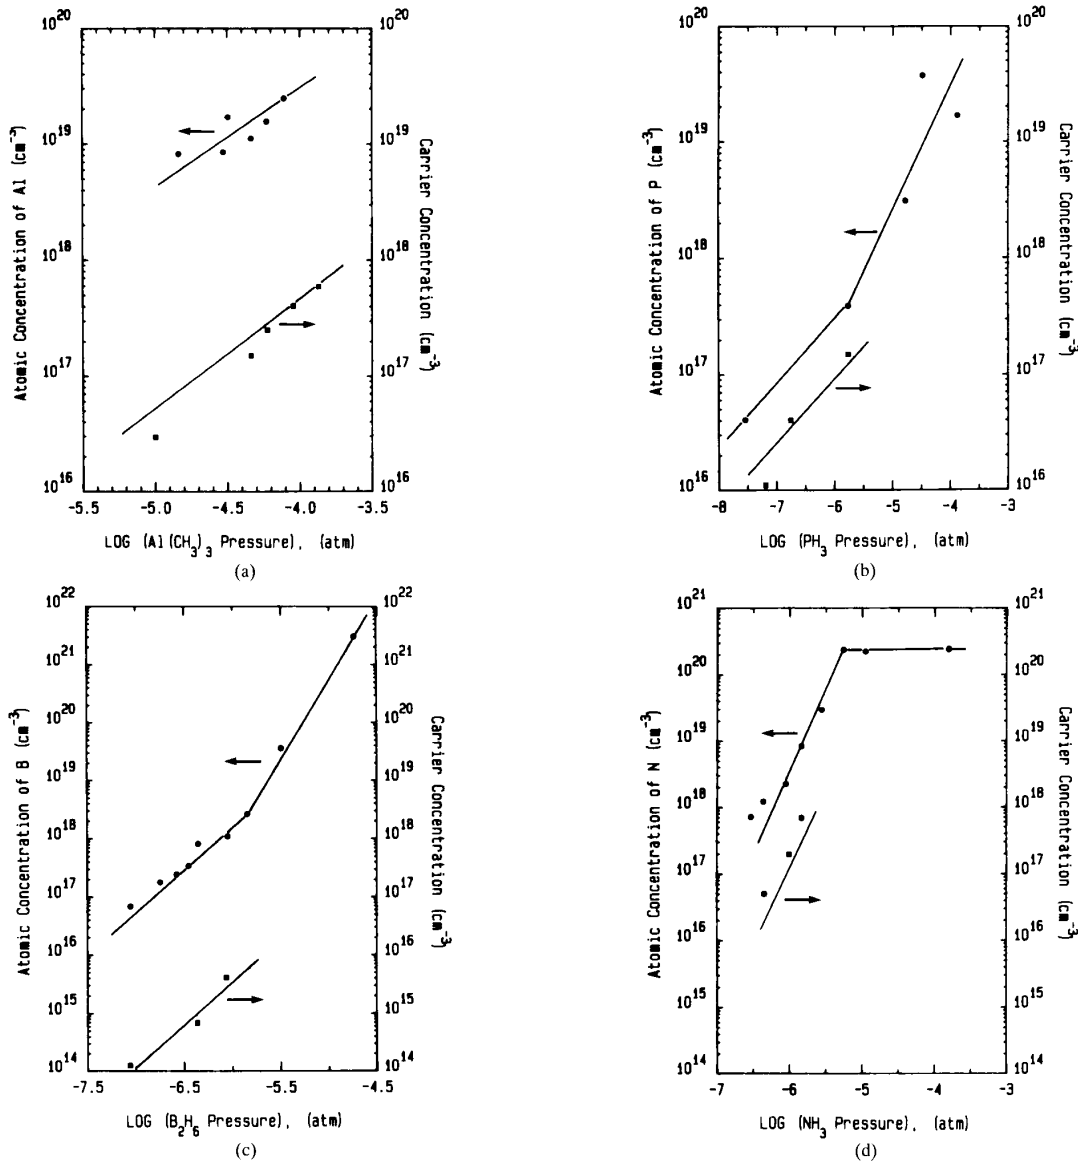 10^20
10^19
10^18
10^17
10^16
Atomic Concentration of Al (cm^-3)
10^20
10^19
10^18
10^17
10^16
Carrier Concentration (cm^-3)
-5.5 -5.0 -4.5 -4.0 -3.5
LOG (Al(CH_3)_3 Pressure), (atm)
(a)
10^20
10^19
10^18
10^17
10^16
Atomic Concentration of P (cm^-3)
10^20
10^19
10^18
10^17
10^16
Carrier Concentration (cm^-3)
-8 -7 -6 -5 -4 -3
LOG (PH_3 Pressure), (atm)
(b)
10^22
10^21
10^20
10^19
10^18
10^17
10^16
10^15
10^14
Atomic Concentration of B (cm^-3)
10^22
10^21
10^20
10^19
10^18
10^17
10^16
10^15
10^14
Carrier Concentration (cm^-3)
-7.5 -6.5 -5.5 -4.5
LOG (B_2H_6 Pressure), (atm)
(c)
10^21
10^20
10^19
10^18
10^17
10^16
10^15
10^14
Atomic Concentration of N (cm^-3)
10^21
10^20
10^19
10^18
10^17
10^16
10^15
10^14
Carrier Concentration (cm^-3)
-7 -6 -5 -4 -3
LOG (NH_3 Pressure), (atm)
(d)